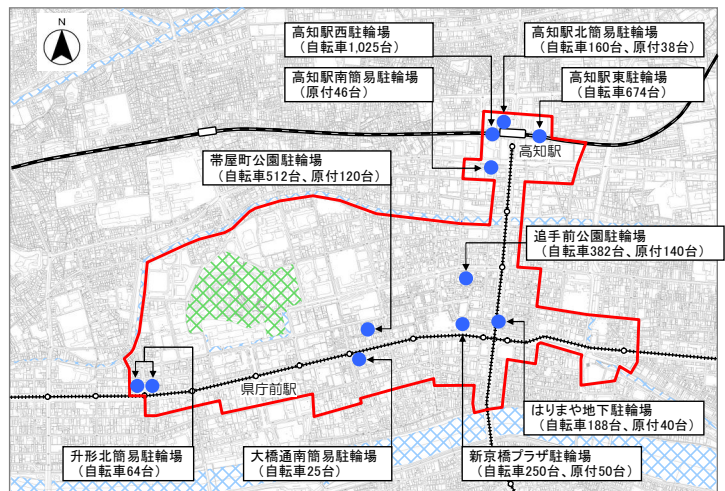 N
高知駅西駐輪場
(自転車1,025台)
高知駅北簡易駐輪場
(自転車160台、原付38台)
高知駅南簡易駐輪場
(原付46台)
高知駅東駐輪場
(自転車674台)
高知駅
帯屋町公園駐輪場
(自転車512台、原付120台)
追手前公園駐輪場
(自転車382台、原付140台)
県庁前駅
はりまや地下駐輪場
(自転車188台、原付40台)
升形北簡易駐輪場
(自転車64台)
大橋通南簡易駐輪場
(自転車25台)
新京橋プラザ駐輪場
(自転車250台、原付50台)